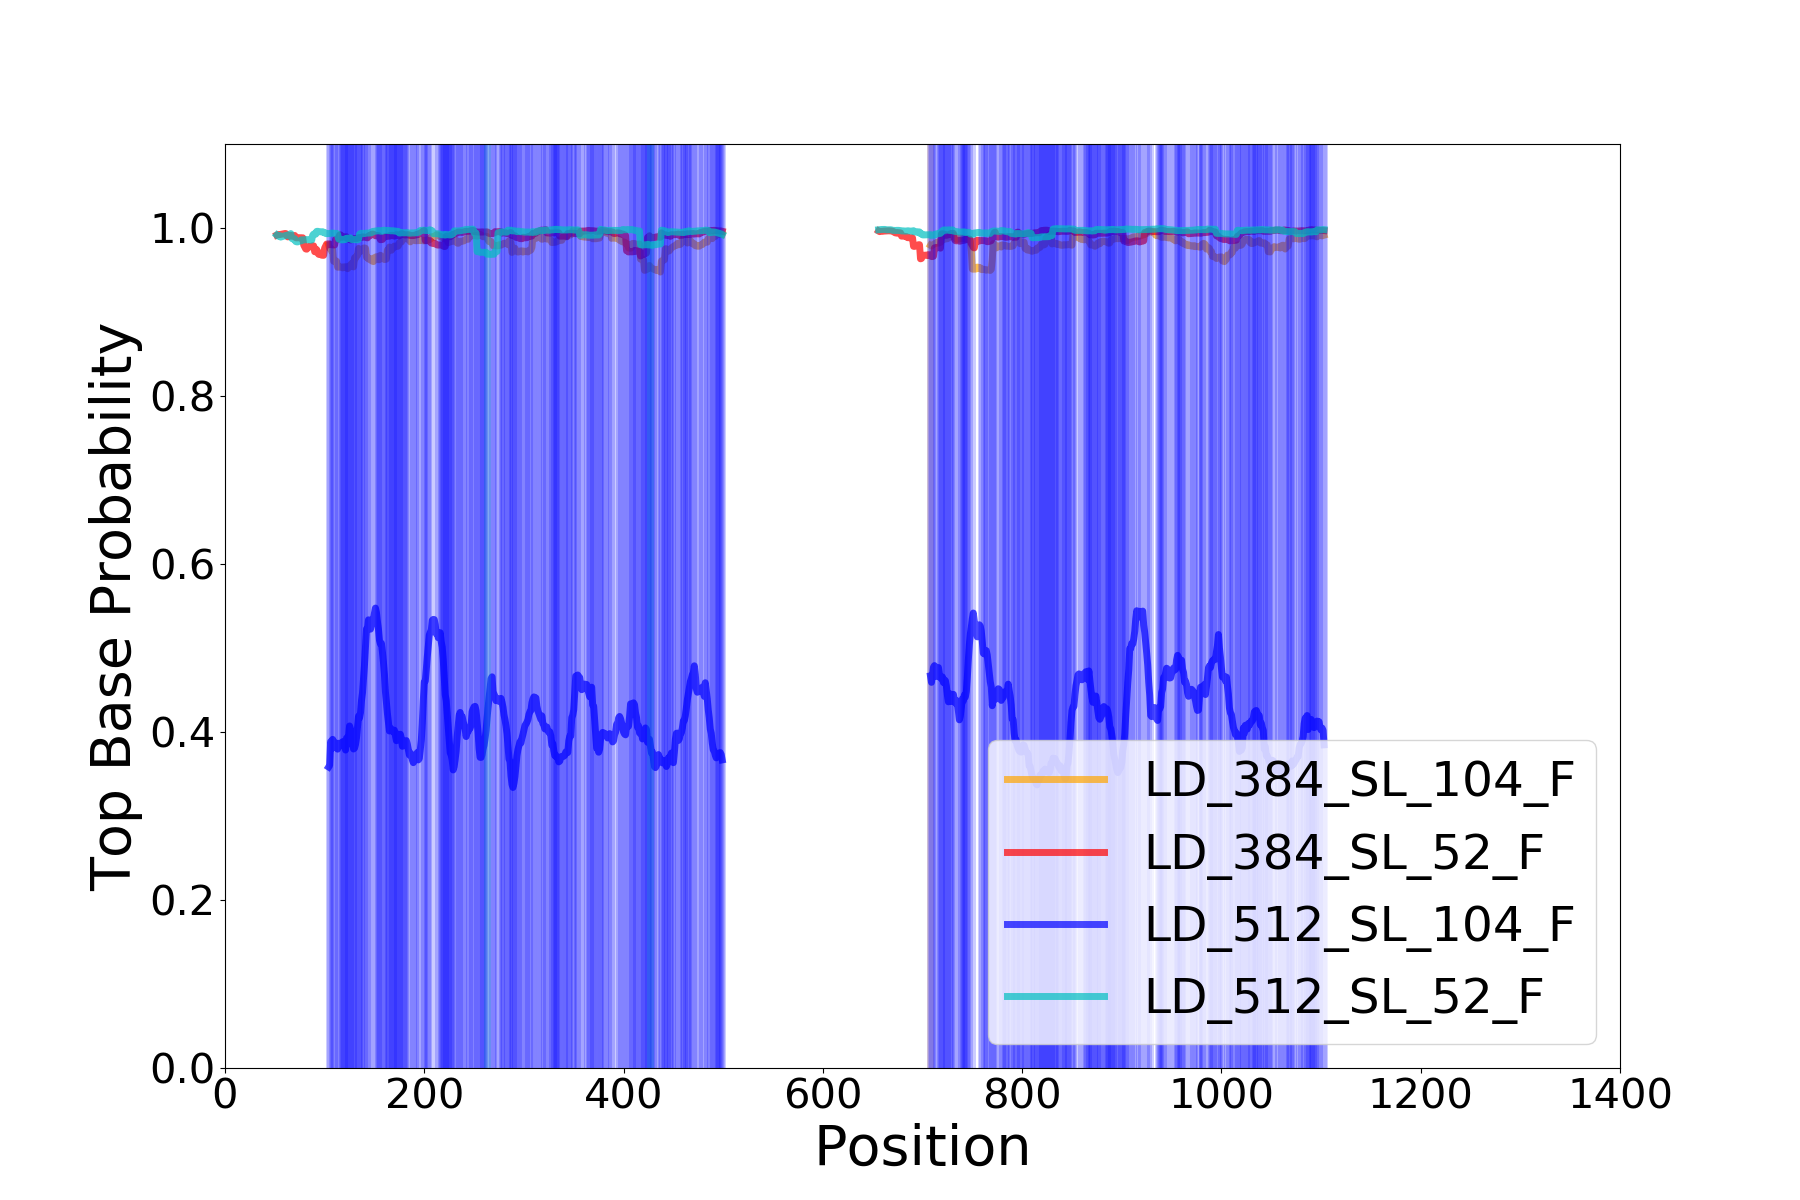 1.0
0.8
0.6
0.4
0.2
0.0
Top Base Probability
0 200 400 600 800 1000 1200 1400
Position
LD_384_SL_104_F
LD_384_SL_52_F
LD_512_SL_104_F
LD_512_SL_52_F